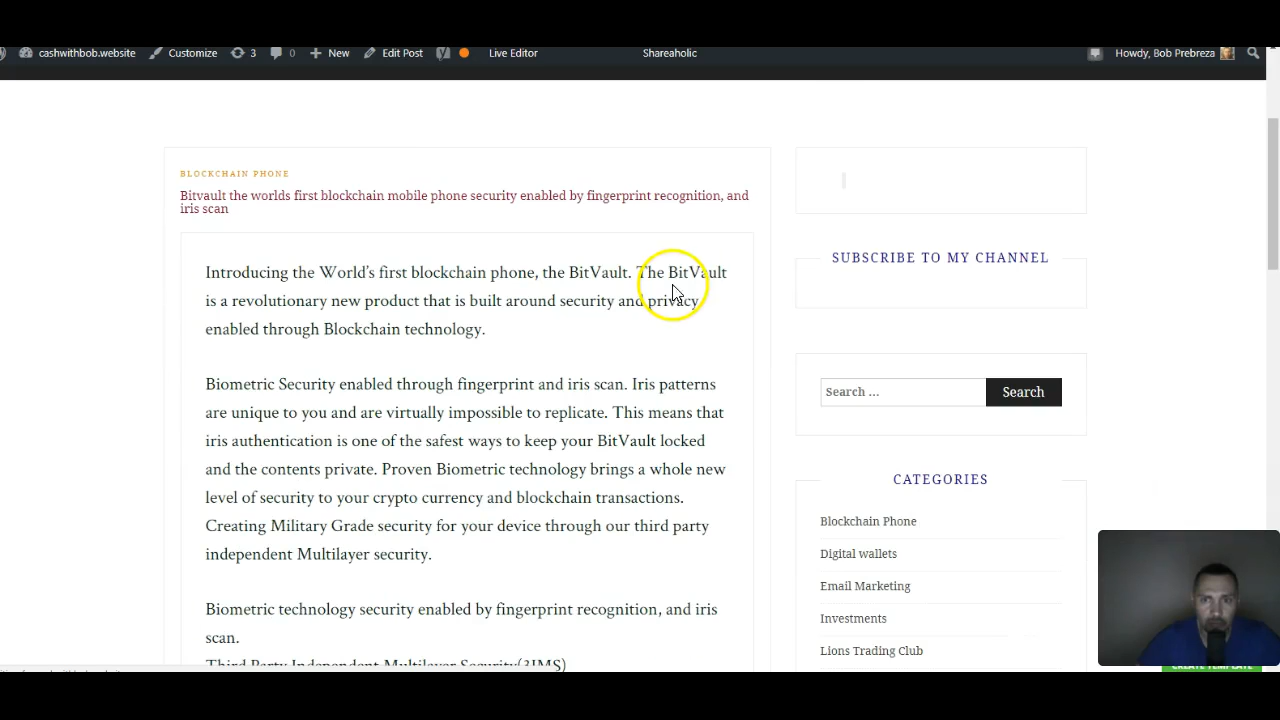 cashwithbob.website Customize 3 0 New Edit Post Live Editor Shareaholic Howdy, Bob Prebreza
BLOCKCHAIN PHONE
Bitvault the worlds first blockchain mobile phone security enabled by fingerprint recognition, and
iris scan
Introducing the World's first blockchain phone, the BitVault. The BitVault
is a revolutionary new product that is built around security and privacy
enabled through Blockchain technology.
Biometric Security enabled through fingerprint and iris scan. Iris patterns
are unique to you and are virtually impossible to replicate. This means that
iris authentication is one of the safest ways to keep your BitVault locked
and the contents private. Proven Biometric technology brings a whole new
level of security to your crypto currency and blockchain transactions.
Creating Military Grade security for your device through our third party
independent Multilayer security.
Biometric technology security enabled by fingerprint recognition, and iris
scan.
Third Party Independent Multilayer Security(3IMS)
SUBSCRIBE TO MY CHANNEL
Search ... Search
CATEGORIES
Blockchain Phone
Digital wallets
Email Marketing
Investments
Lions Trading Club
CREATE TEMPLATE